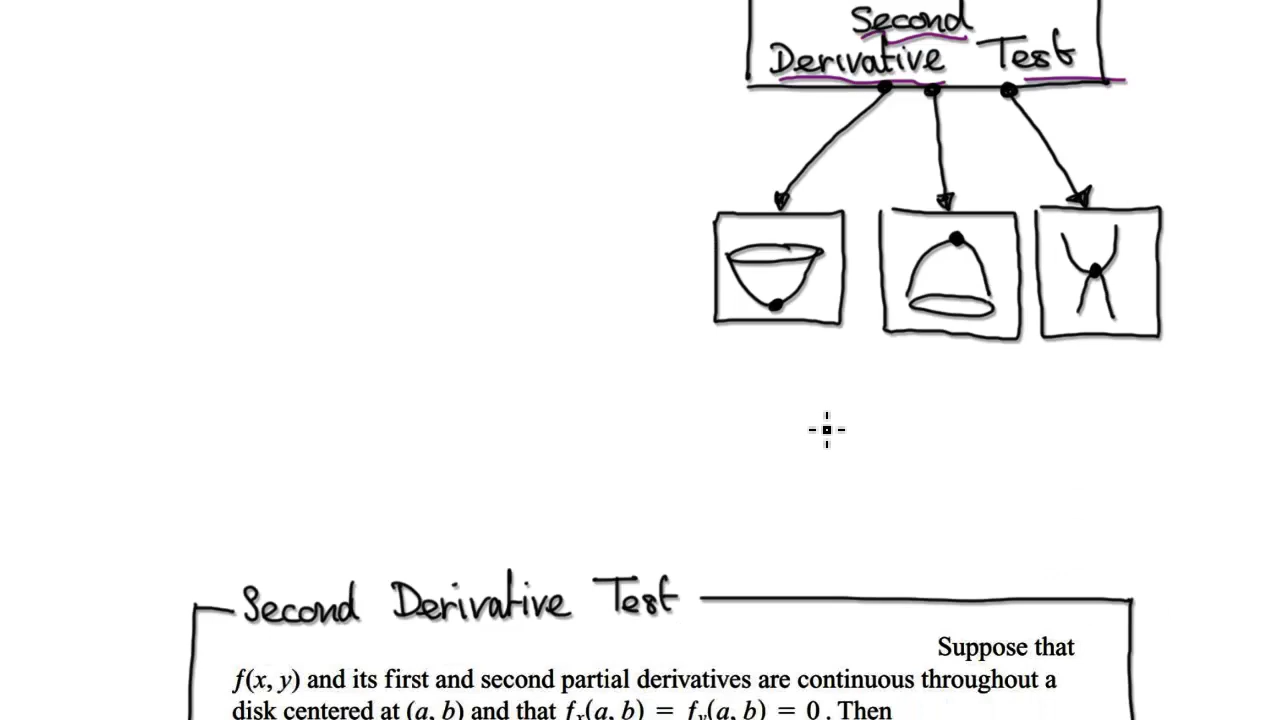 Second
Derivative Test
Second Derivative Test
Suppose that
f(x, y) and its first and second partial derivatives are continuous throughout a
disk centered at (a, b) and that fₓ(a, b) = fᵧ(a, b) = 0. Then